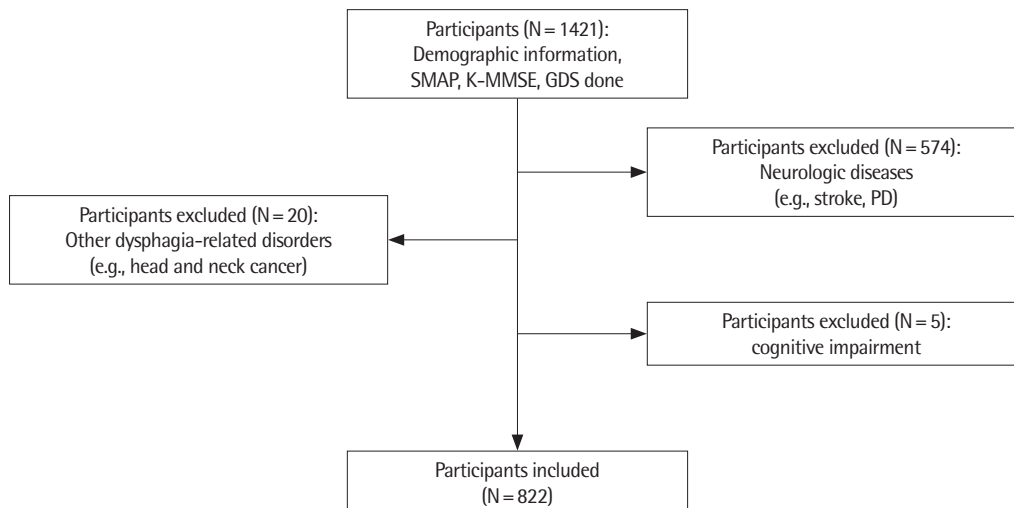 Participants (N = 1421):
Demographic information,
SMAP, K-MMSE, GDS done
Participants excluded (N = 574):
Neurologic diseases
(e.g., stroke, PD)
Participants excluded (N = 20):
Other dysphagia-related disorders
(e.g., head and neck cancer)
Participants excluded (N = 5):
cognitive impairment
Participants included
(N = 822)